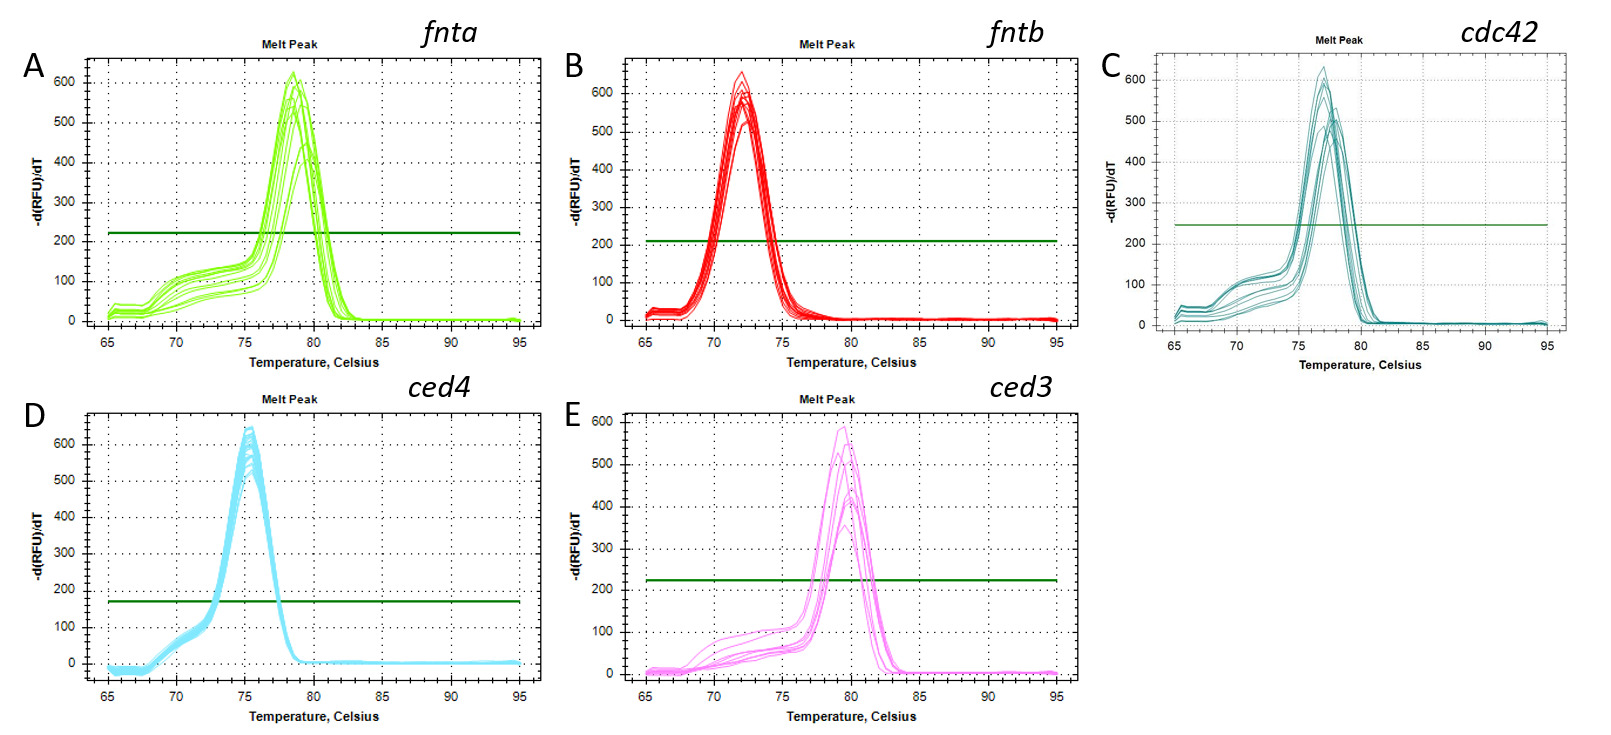 A
Melt Peak
fnta
-d(RFU)/dT
600
500
400
300
200
100
0
65 70 75 80 85 90 95
Temperature, Celsius
B
Melt Peak
fntb
-d(RFU)/dT
600
500
400
300
200
100
0
65 70 75 80 85 90 95
Temperature, Celsius
C
Melt Peak
cdc42
-d(RFU)/dT
600
500
400
300
200
100
0
65 70 75 80 85 90 95
Temperature, Celsius
D
Melt Peak
ced4
-d(RFU)/dT
600
500
400
300
200
100
0
65 70 75 80 85 90 95
Temperature, Celsius
E
Melt Peak
ced3
-d(RFU)/dT
600
500
400
300
200
100
0
65 70 75 80 85 90 95
Temperature, Celsius